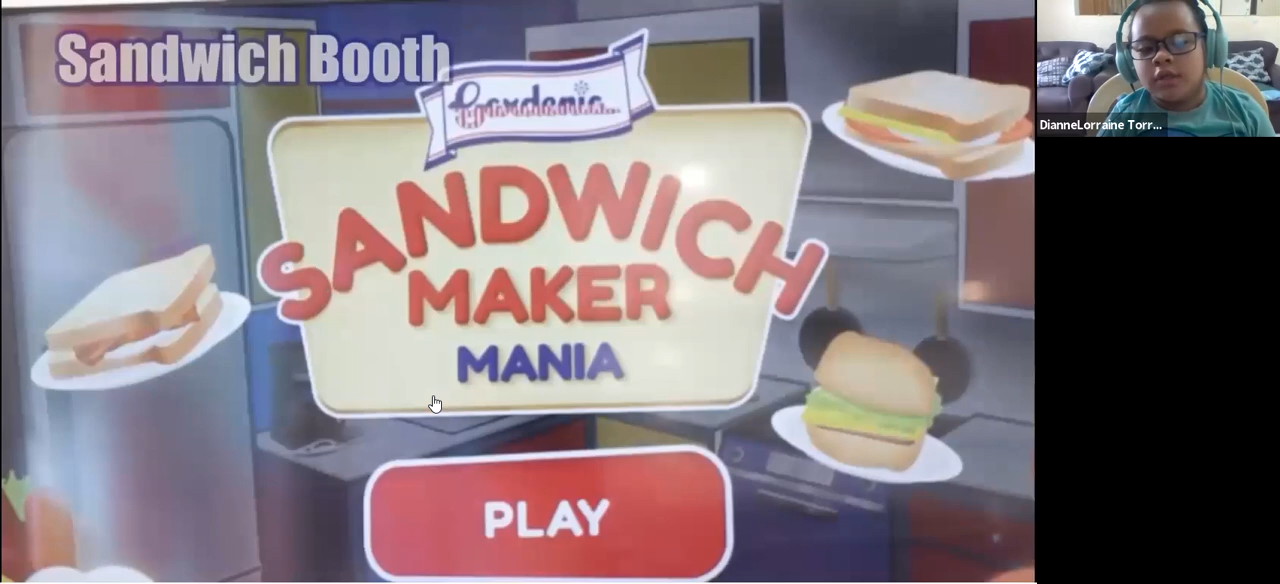 Sandwich Booth
Gardenia
SANDWICH
MAKER
MANIA
PLAY
DianneLorraine Torr...